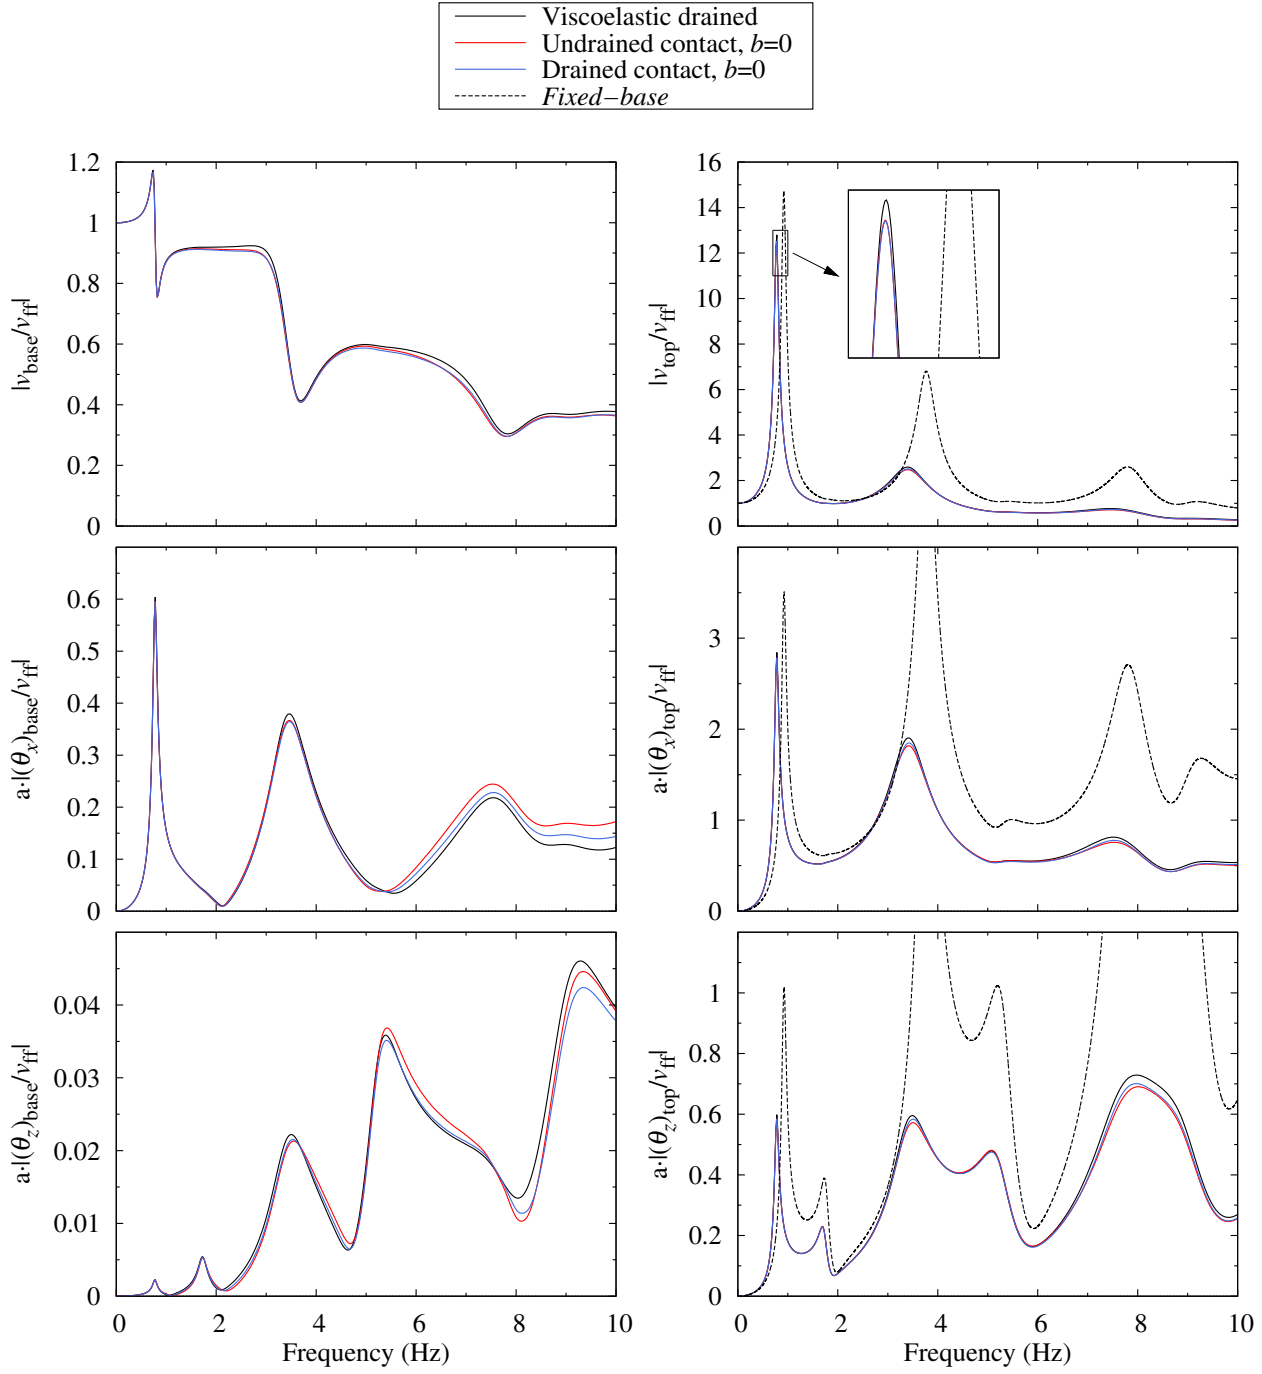 Viscoelastic drained
Undrained contact, b=0
Drained contact, b=0
Fixed−base
1.2
1
0.8
0.6
0.4
0.2
0
|v_base/v_ff|
16
14
12
10
8
6
4
2
0
|v_top/v_ff|
0.6
0.5
0.4
0.3
0.2
0.1
0
a·|(θ_x)_base/v_ff|
3
2
1
0
a·|(θ_x)_top/v_ff|
0.04
0.03
0.02
0.01
0
a·|(θ_z)_base/v_ff|
0 2 4 6 8 10
Frequency (Hz)
1
0.8
0.6
0.4
0.2
0
a·|(θ_z)_top/v_ff|
0 2 4 6 8 10
Frequency (Hz)